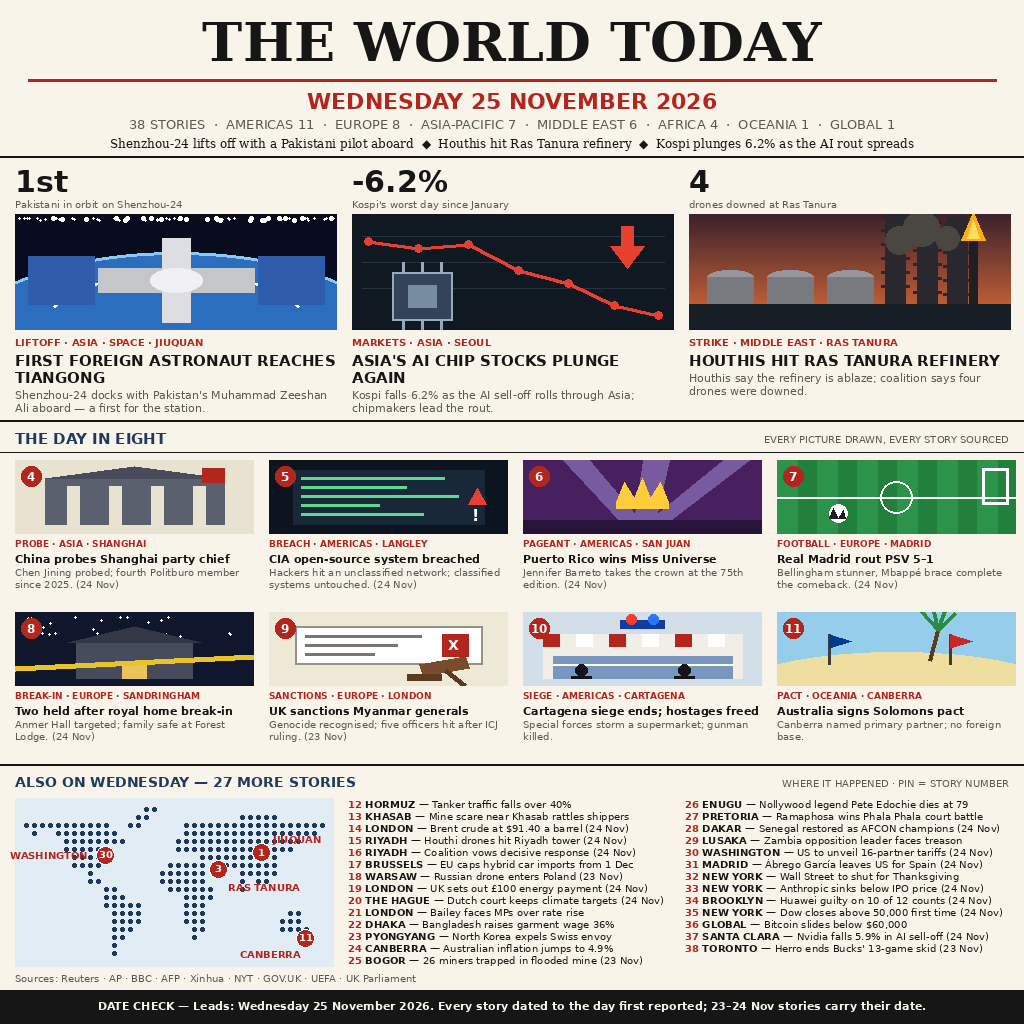 THE WORLD TODAY
WEDNESDAY 25 NOVEMBER 2026
38 STORIES · AMERICAS 11 · EUROPE 8 · ASIA-PACIFIC 7 · MIDDLE EAST 6 · AFRICA 4 · OCEANIA 1 · GLOBAL 1
Shenzhou-24 lifts off with a Pakistani pilot aboard ◆ Houthis hit Ras Tanura refinery ◆ Kospi plunges 6.2% as the AI rout spreads
1st
Pakistani in orbit on Shenzhou-24
LIFTOFF · ASIA · SPACE · JIUQUAN
FIRST FOREIGN ASTRONAUT REACHES
TIANGONG
Shenzhou-24 docks with Pakistan's Muhammad Zeeshan
Ali aboard — a first for the station.
-6.2%
Kospi's worst day since January
MARKETS · ASIA · SEOUL
ASIA'S AI CHIP STOCKS PLUNGE
AGAIN
Kospi falls 6.2% as the AI sell-off rolls through Asia;
chipmakers lead the rout.
4
drones downed at Ras Tanura
STRIKE · MIDDLE EAST · RAS TANURA
HOUTHIS HIT RAS TANURA REFINERY
Houthis say the refinery is ablaze; coalition says four
drones were downed.
THE DAY IN EIGHT
EVERY PICTURE DRAWN, EVERY STORY SOURCED
4
PROBE · ASIA · SHANGHAI
China probes Shanghai party chief
Chen Jining probed; fourth Politburo member
since 2025. (24 Nov)
5
!
BREACH · AMERICAS · LANGLEY
CIA open-source system breached
Hackers hit an unclassified network; classified
systems untouched. (24 Nov)
6
PAGEANT · AMERICAS · SAN JUAN
Puerto Rico wins Miss Universe
Jennifer Barreto takes the crown at the 75th
edition. (24 Nov)
7
FOOTBALL · EUROPE · MADRID
Real Madrid rout PSV 5–1
Bellingham stunner, Mbappé brace complete
the comeback. (24 Nov)
8
BREAK-IN · EUROPE · SANDRINGHAM
Two held after royal home break-in
Anmer Hall targeted; family safe at Forest
Lodge. (24 Nov)
9
X
SANCTIONS · EUROPE · LONDON
UK sanctions Myanmar generals
Genocide recognised; five officers hit after ICJ
ruling. (23 Nov)
10
SIEGE · AMERICAS · CARTAGENA
Cartagena siege ends; hostages freed
Special forces storm a supermarket; gunman
killed.
11
PACT · OCEANIA · CANBERRA
Australia signs Solomons pact
Canberra named primary partner; no foreign
base.
ALSO ON WEDNESDAY — 27 MORE STORIES
WHERE IT HAPPENED · PIN = STORY NUMBER
WASHINGTON
30
JIUQUAN
1
3
RAS TANURA
11
CANBERRA
12 HORMUZ — Tanker traffic falls over 40%
13 KHASAB — Mine scare near Khasab rattles shippers
14 LONDON — Brent crude at $91.40 a barrel (24 Nov)
15 RIYADH — Houthi drones hit Riyadh tower (24 Nov)
16 RIYADH — Coalition vows decisive response (24 Nov)
17 BRUSSELS — EU caps hybrid car imports from 1 Dec
18 WARSAW — Russian drone enters Poland (23 Nov)
19 LONDON — UK sets out £100 energy payment (24 Nov)
20 THE HAGUE — Dutch court keeps climate targets (24 Nov)
21 LONDON — Bailey faces MPs over rate rise
22 DHAKA — Bangladesh raises garment wage 36%
23 PYONGYANG — North Korea expels Swiss envoy
24 CANBERRA — Australian inflation jumps to 4.9%
25 BOGOR — 26 miners trapped in flooded mine (23 Nov)
26 ENUGU — Nollywood legend Pete Edochie dies at 79
27 PRETORIA — Ramaphosa wins Phala Phala court battle
28 DAKAR — Senegal restored as AFCON champions (24 Nov)
29 LUSAKA — Zambia opposition leader faces treason
30 WASHINGTON — US to unveil 16-partner tariffs (24 Nov)
31 MADRID — Ábrego García leaves US for Spain (24 Nov)
32 NEW YORK — Wall Street to shut for Thanksgiving
33 NEW YORK — Anthropic sinks below IPO price (24 Nov)
34 BROOKLYN — Huawei guilty on 10 of 12 counts (24 Nov)
35 NEW YORK — Dow closes above 50,000 first time (24 Nov)
36 GLOBAL — Bitcoin slides below $60,000
37 SANTA CLARA — Nvidia falls 5.9% in AI sell-off (24 Nov)
38 TORONTO — Herro ends Bucks' 13-game skid (23 Nov)
Sources: Reuters · AP · BBC · AFP · Xinhua · NYT · GOV.UK · UEFA · UK Parliament
DATE CHECK — Leads: Wednesday 25 November 2026. Every story dated to the day first reported; 23–24 Nov stories carry their date.